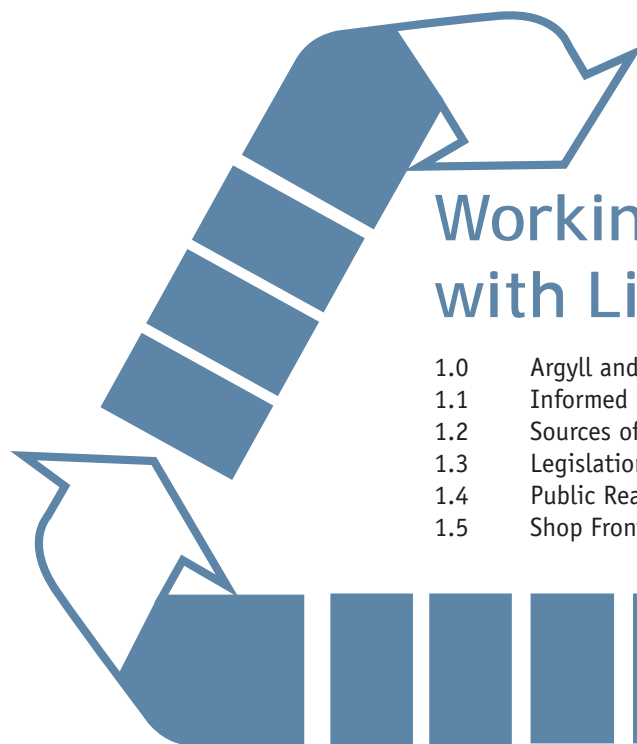 Workin
with Li
1.0 Argyll and
1.1 Informed
1.2 Sources of
1.3 Legislation
1.4 Public Rea
1.5 Shop Fron